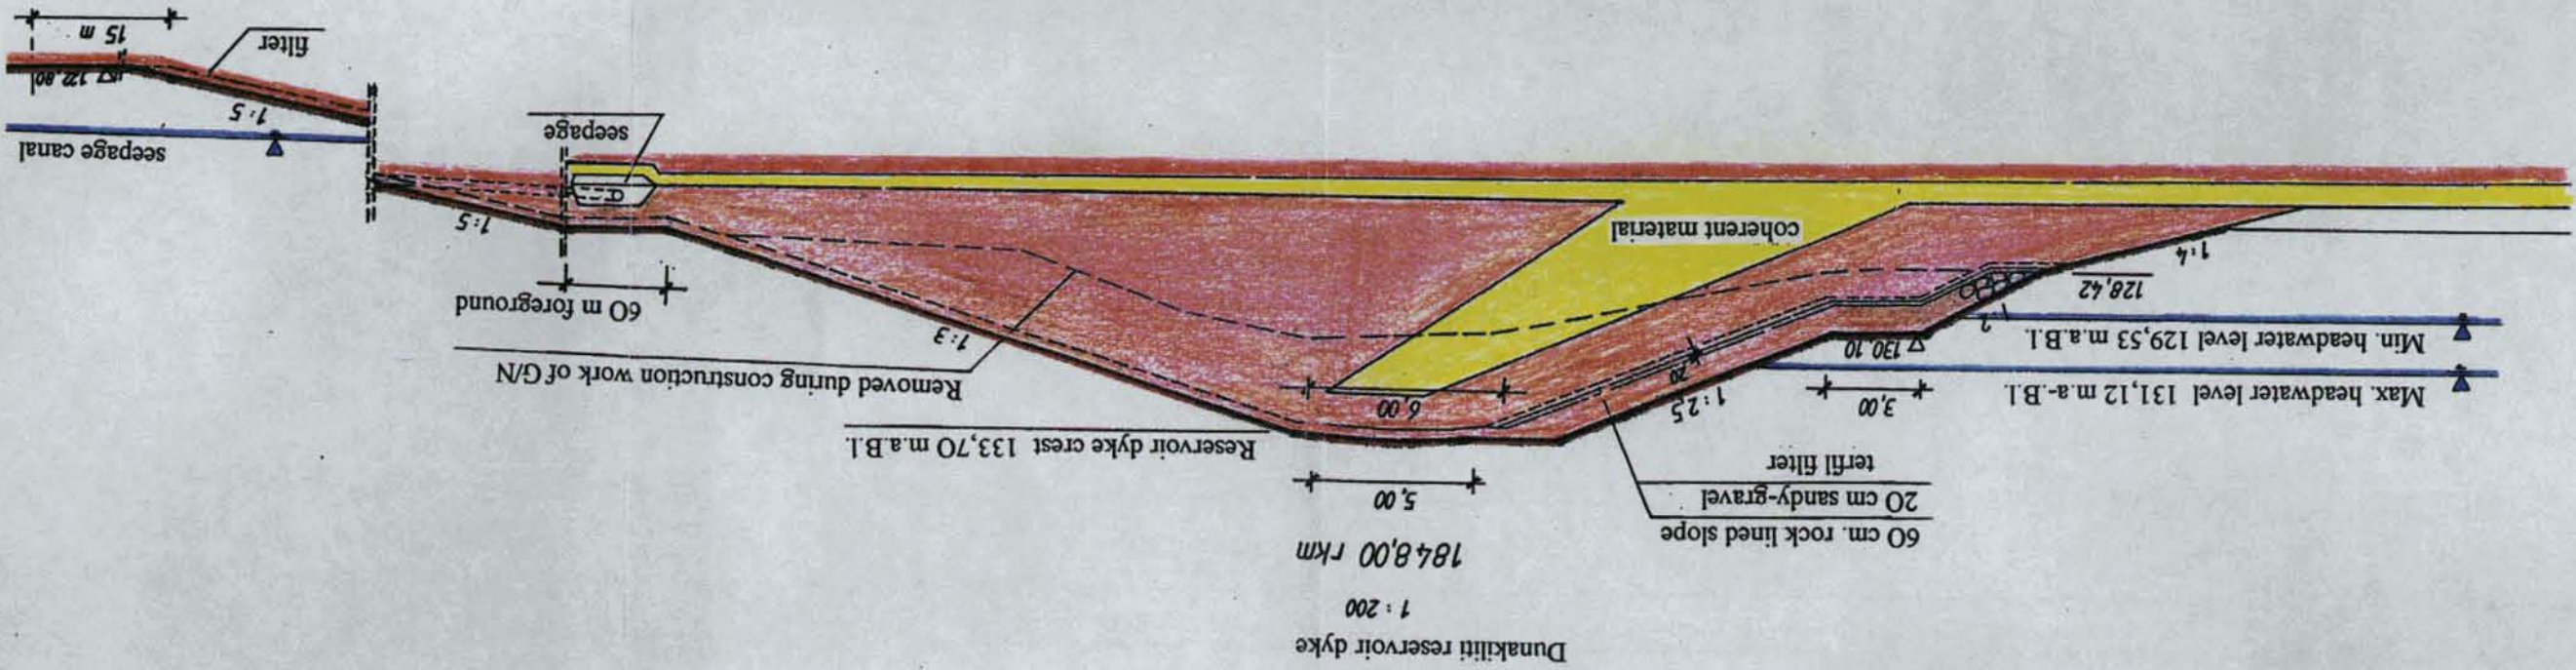 Dunakiliti reservoir dyke
1 : 200
1848,00 rkm
60 cm. rock lined slope
20 cm sandy-gravel
terfil filter
5,00
Reservoir dyke crest 133,70 m.a.B.l.
Max. headwater level 131,12 m.a-.B.l.
3,00
1:2,5
6,00
Removed during construction work of G/N
Min. headwater level 129,53 m.a.B.l.
130,10
20
1:3
60 m foreground
128,42
1:4
coherent material
1:5
seepage
seepage canal
1:5
122,80
filter
15 m